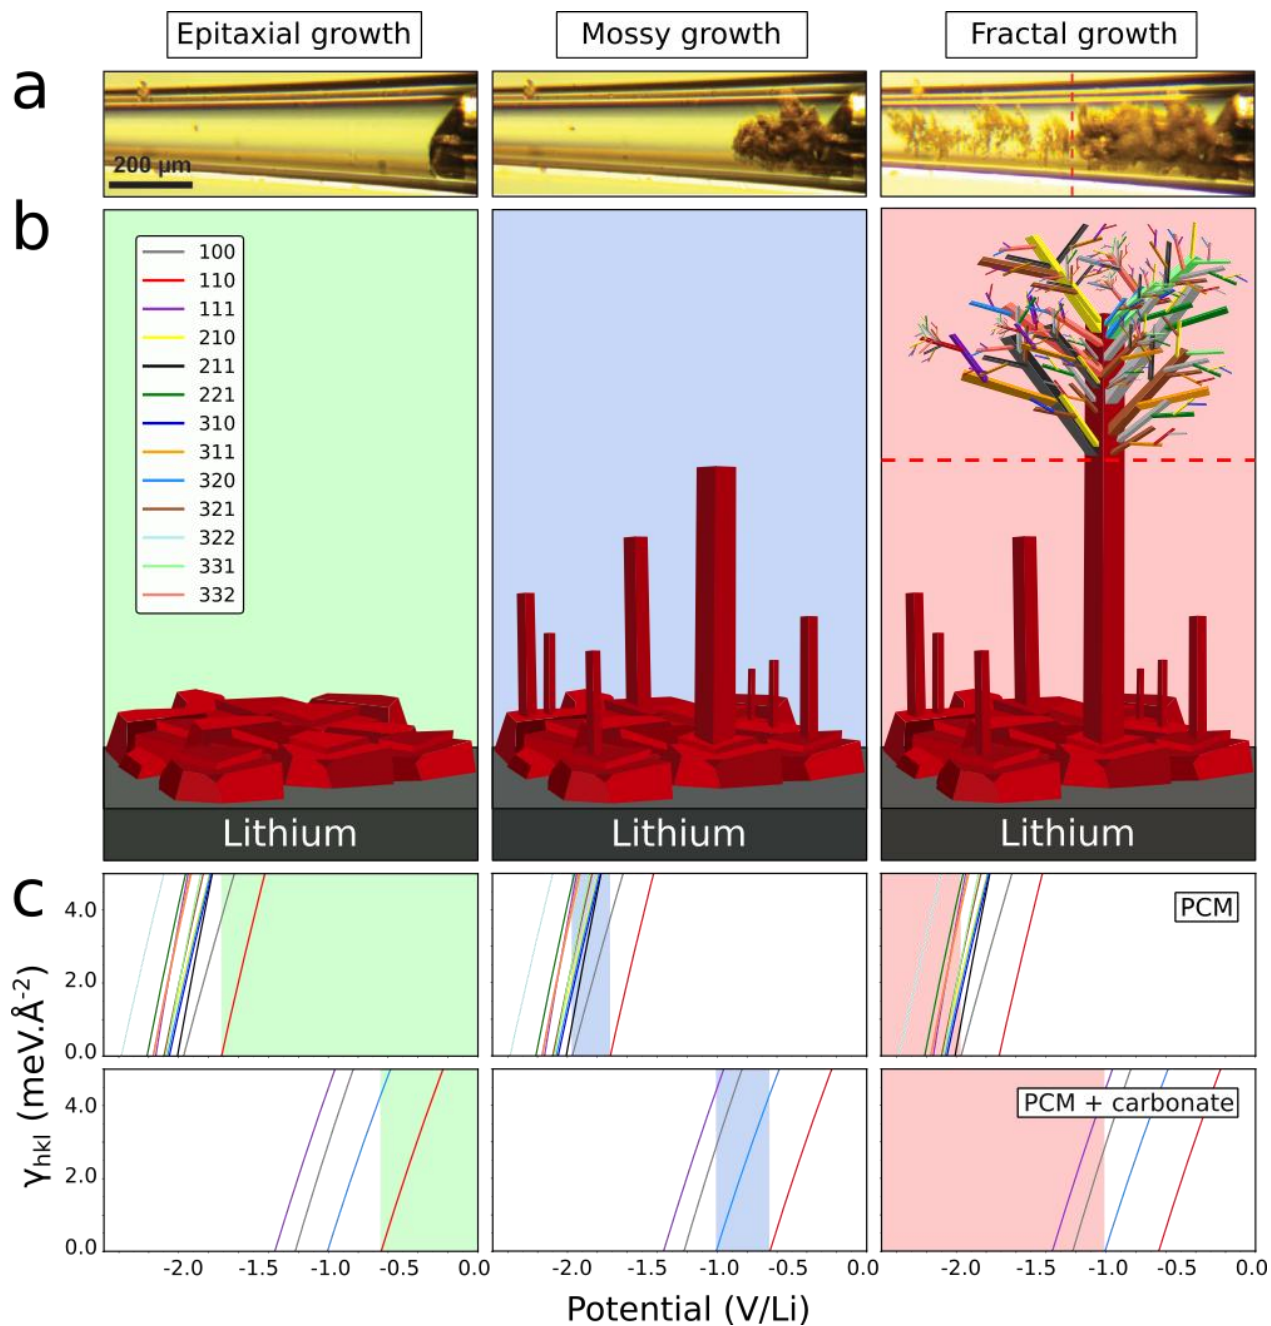 Epitaxial growth
Mossy growth
Fractal growth
a
200 µm
b
100
110
111
210
211
221
310
311
320
321
322
331
332
Lithium
Lithium
Lithium
c
PCM
4.0
2.0
0.0
PCM + carbonate
4.0
2.0
0.0
γhkl (meV.Å-2)
-2.0 -1.5 -1.0 -0.5 0.0
-2.0 -1.5 -1.0 -0.5 0.0
-2.0 -1.5 -1.0 -0.5 0.0
Potential (V/Li)